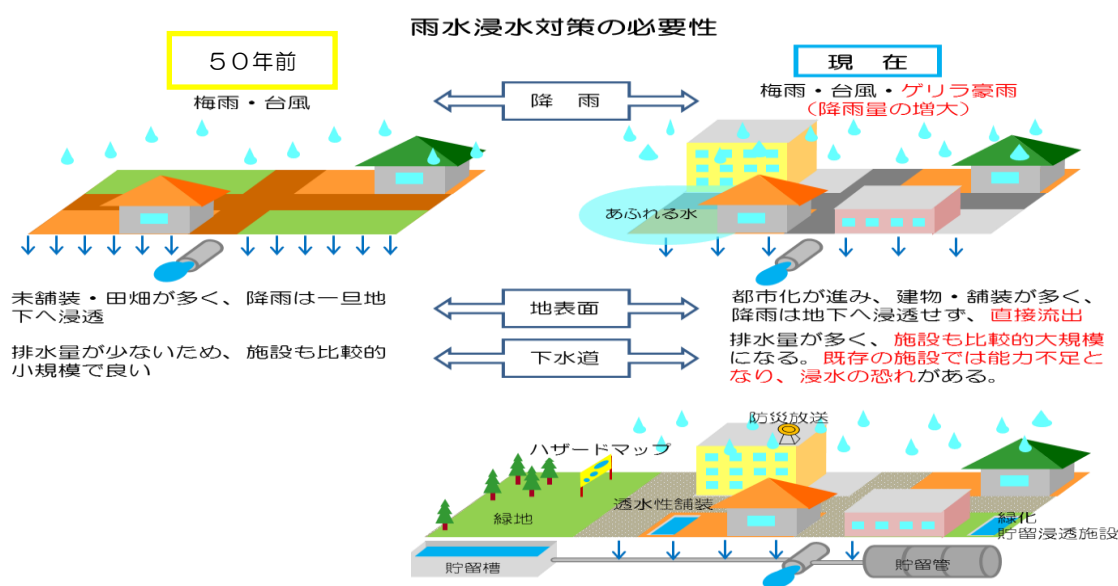 雨水浸水対策の必要性
５０年前
現　在
梅雨・台風
降　雨
梅雨・台風・ゲリラ豪雨
（降雨量の増大）
あふれる水
未舗装・田畑が多く、降雨は一旦地
下へ浸透
地表面
都市化が進み、建物・舗装が多く、
降雨は地下へ浸透せず、直接流出
排水量が少ないため、施設も比較的
小規模で良い
下水道
排水量が多く、施設も比較的大規模
になる。既存の施設では能力不足と
なり、浸水の恐れがある。
防災放送
ハザードマップ
透水性舗装
緑地
緑化
貯留浸透施設
貯留槽
貯留管